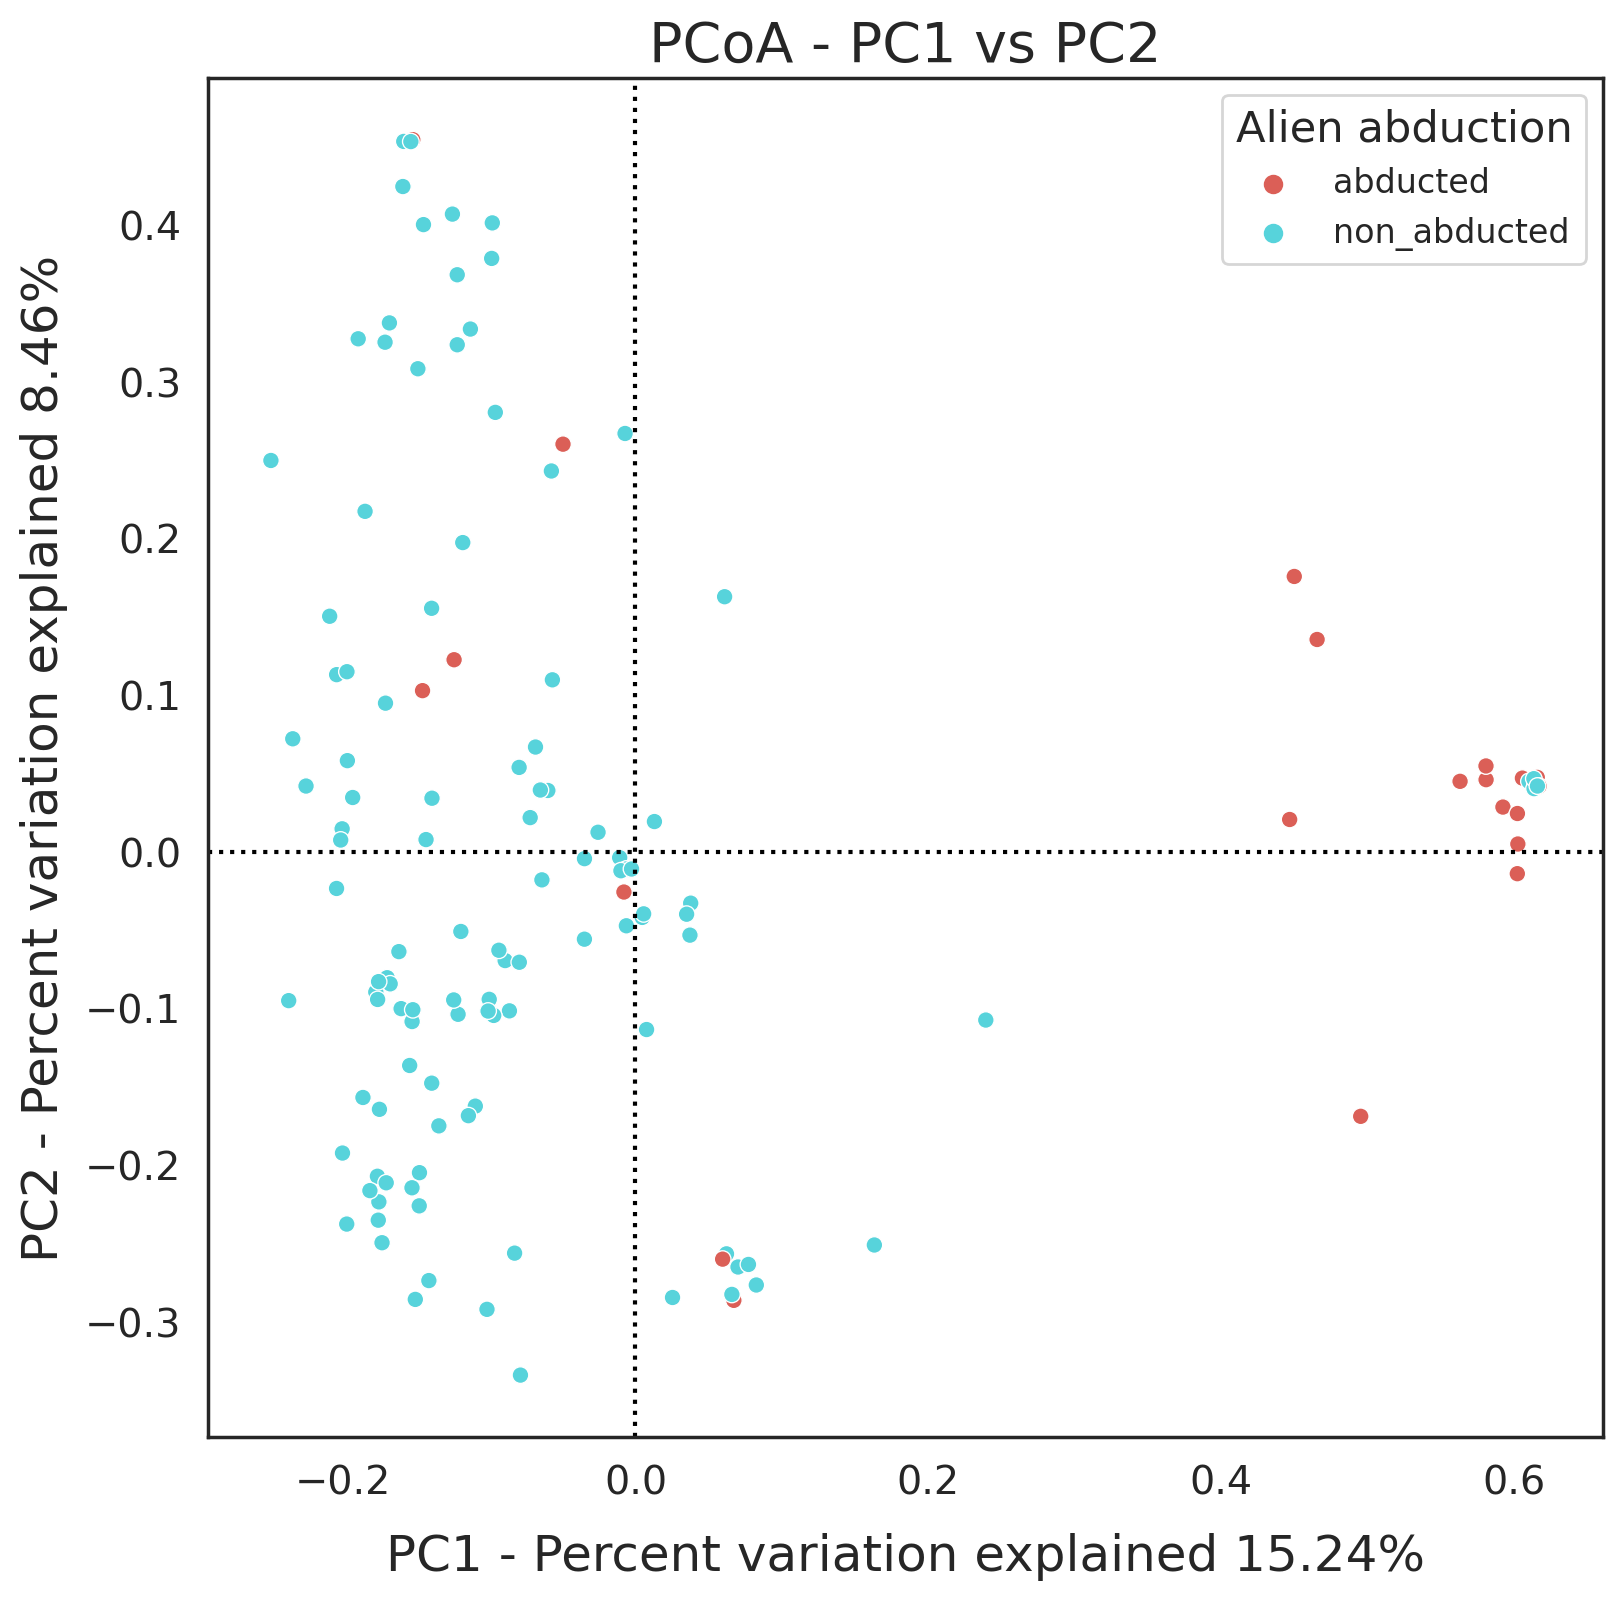 PCoA - PC1 vs PC2
Alien abduction
abducted
non_abducted
PC2 - Percent variation explained 8.46%
0.4
0.3
0.2
0.1
0.0
−0.1
−0.2
−0.3
−0.2 0.0 0.2 0.4 0.6
PC1 - Percent variation explained 15.24%